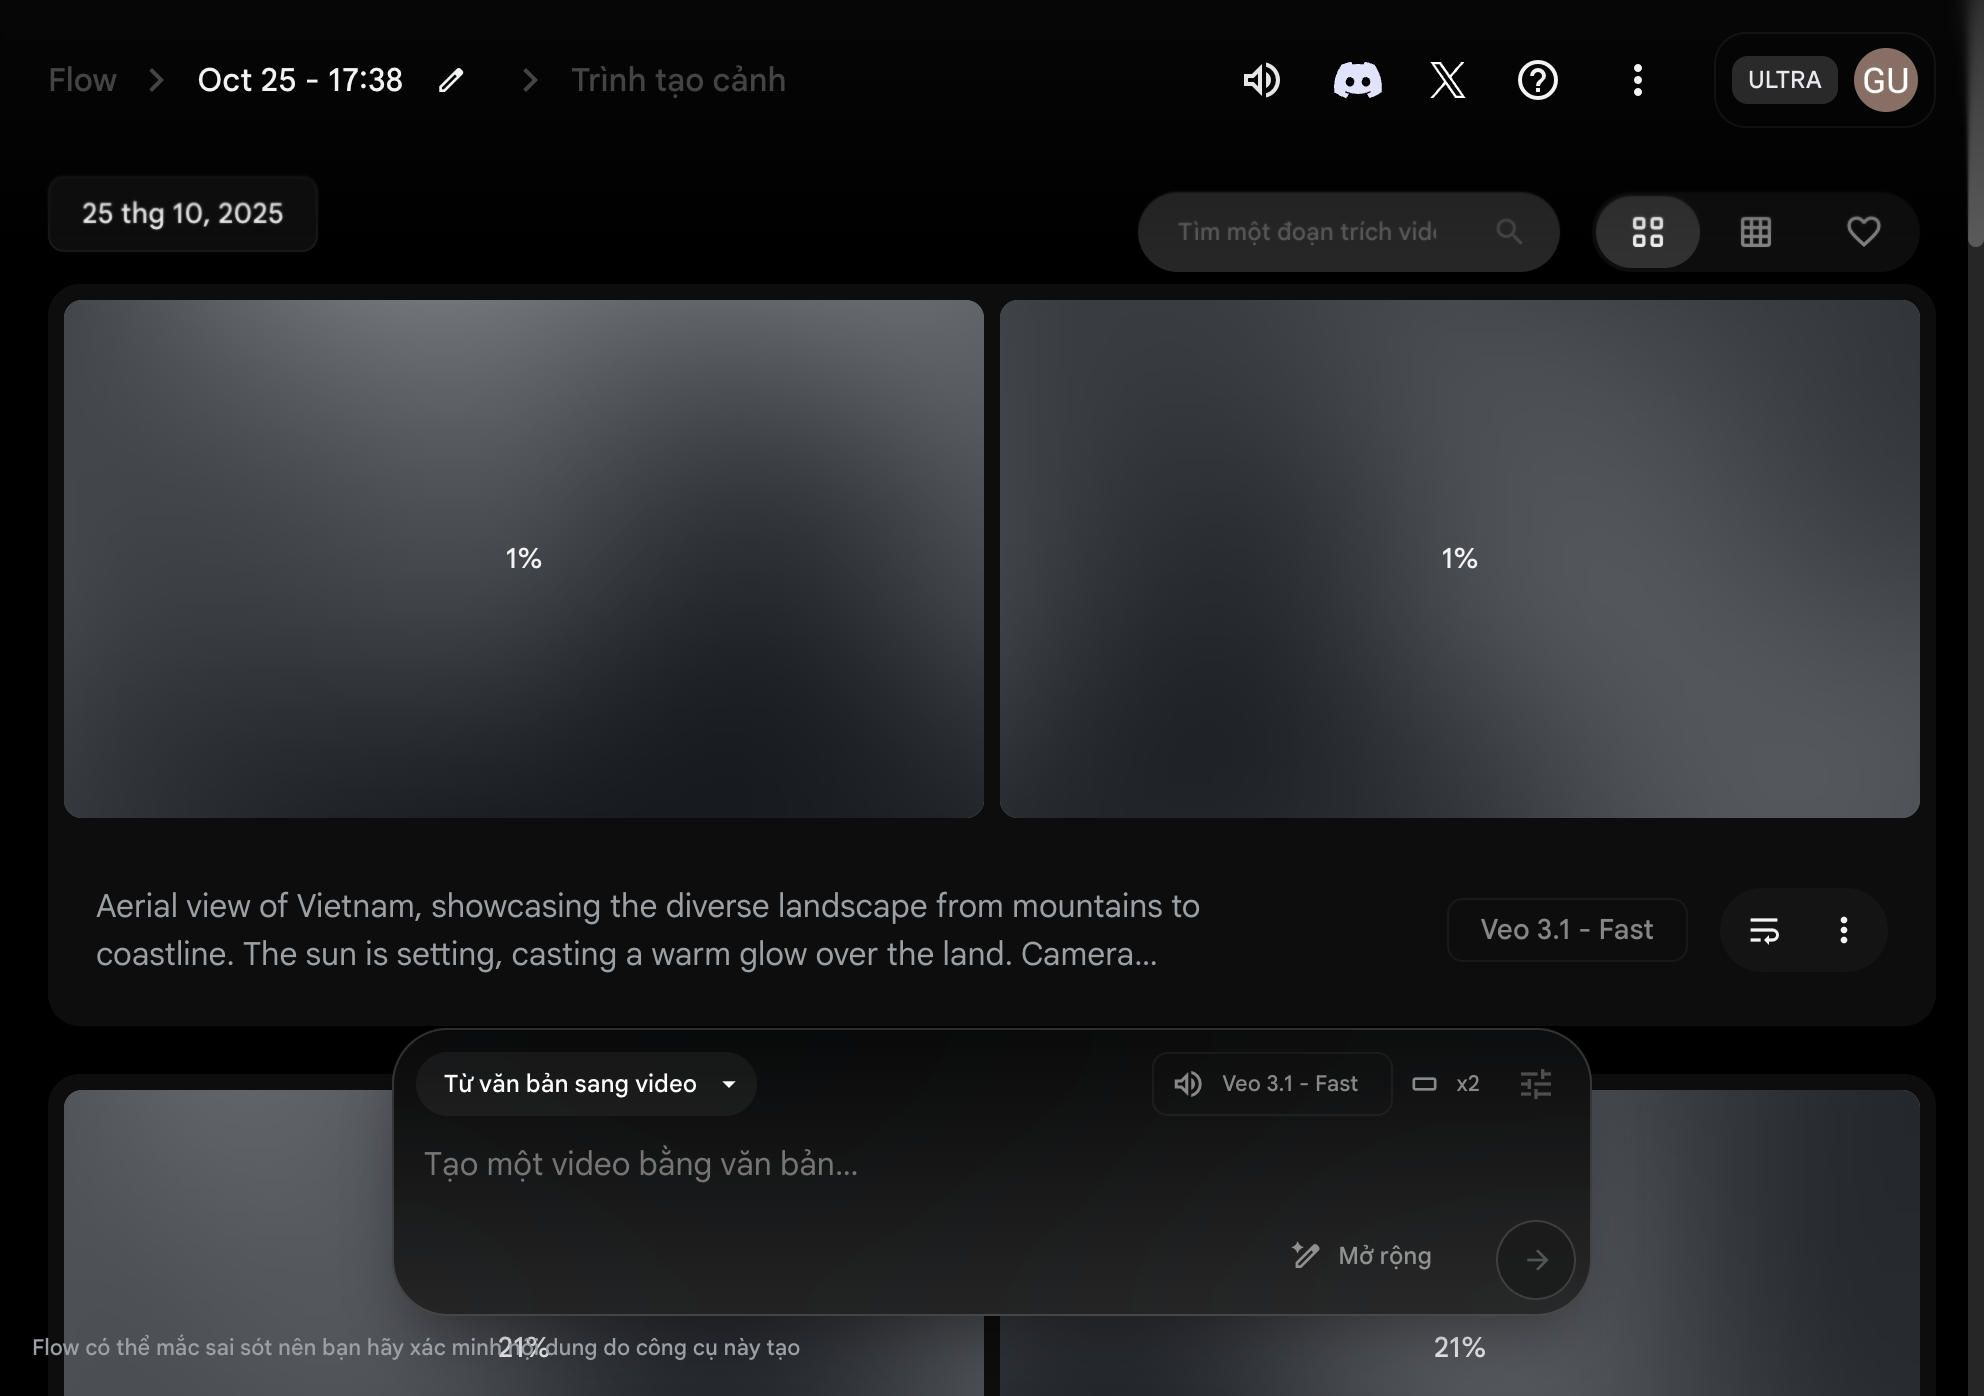 Flow
Oct 25 - 17:38
Trình tạo cảnh
ULTRA
GU
25 thg 10, 2025
Tìm một đoạn trích
1%
1%
Aerial view of Vietnam, showcasing the diverse landscape from mountains to
coastline. The sun is setting, casting a warm glow over the land. Camera...
Veo 3.1 - Fast
Từ văn bản sang video
Veo 3.1 - Fast
x2
Tạo một video bằng văn bản...
Mở rộng
Flow có thể mắc sai sót nên bạn hãy xác minh nội dung do công cụ này tạo
21%
21%